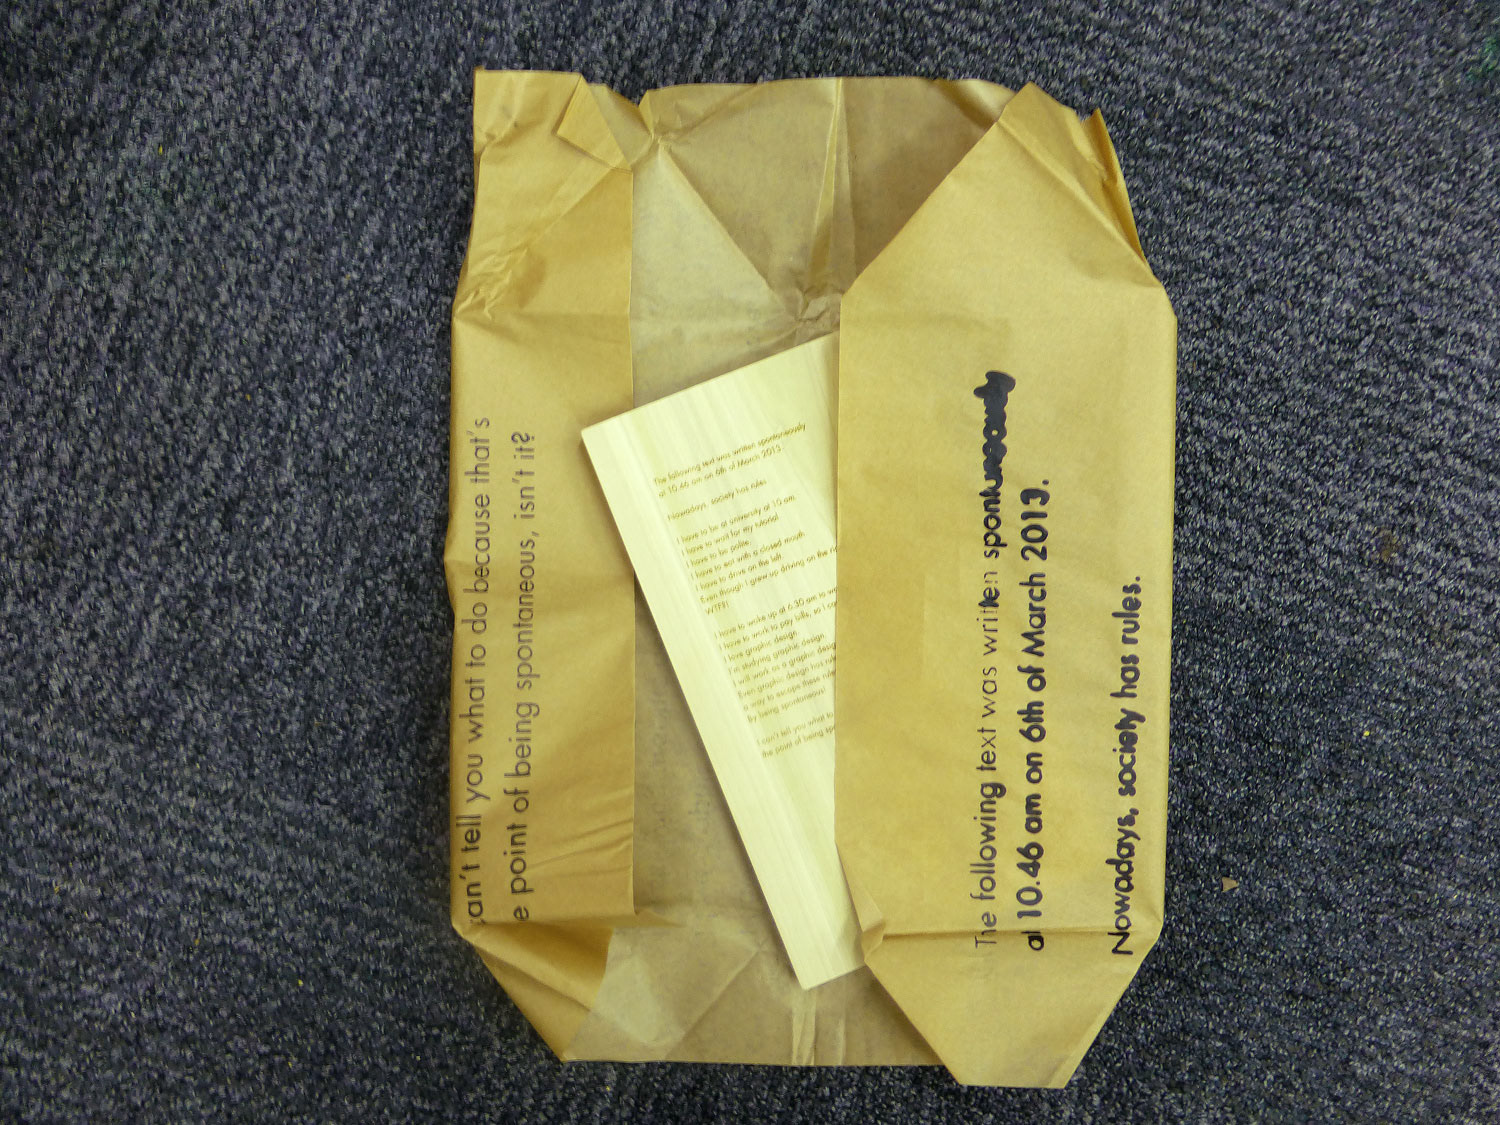 can't tell you what to do because that's
e point of being spontaneous, isn't it?
The following text was written spontaneously
at 10.46 am on 6th of March 2013
Nowadays, society has rules
I have to be at university at 10 am.
I have to wait for my tutorial.
I have to be polite.
I have to eat with a closed mouth.
I have to drive on the left.
Even though I grew up driving on the
WTF?!
I have to wake up at 6:30 am to
I have to work to pay bills, so I
I love graphic design.
I'm studying graphic design.
I will work as a graphic
Even graphic design has
a way to escape these
By being spontaneous!
I can't tell you what to
the point of being
The following text was written spontaneously
at 10.46 am on 6th of March 2013.
Nowadays, society has rules.